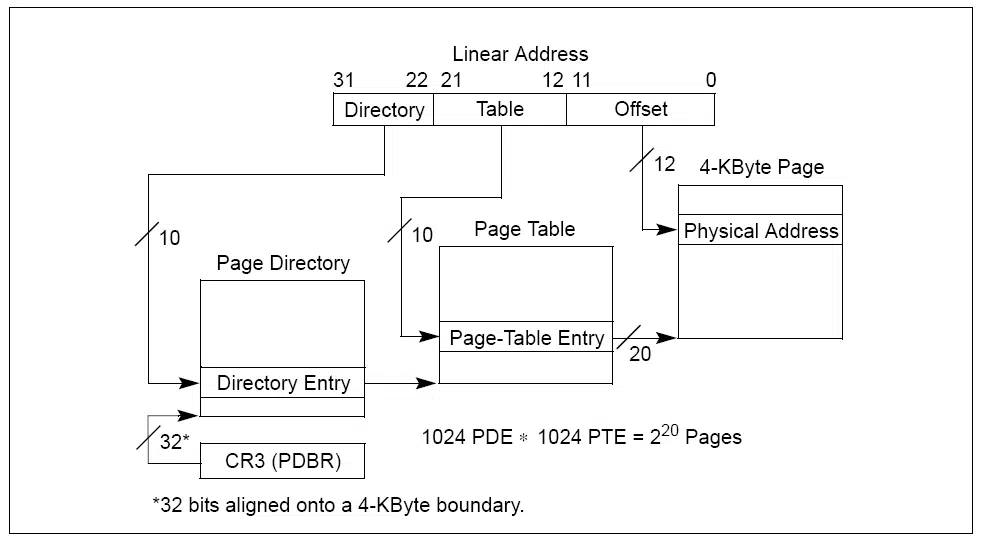 Linear Address
31 22 21 12 11 0
Directory Table Offset
12
4-KByte Page
Physical Address
10
10
Page Table
Page Directory
Page-Table Entry
20
Directory Entry
32*
1024 PDE * 1024 PTE = 2^20 Pages
CR3 (PDBR)
*32 bits aligned onto a 4-KByte boundary.